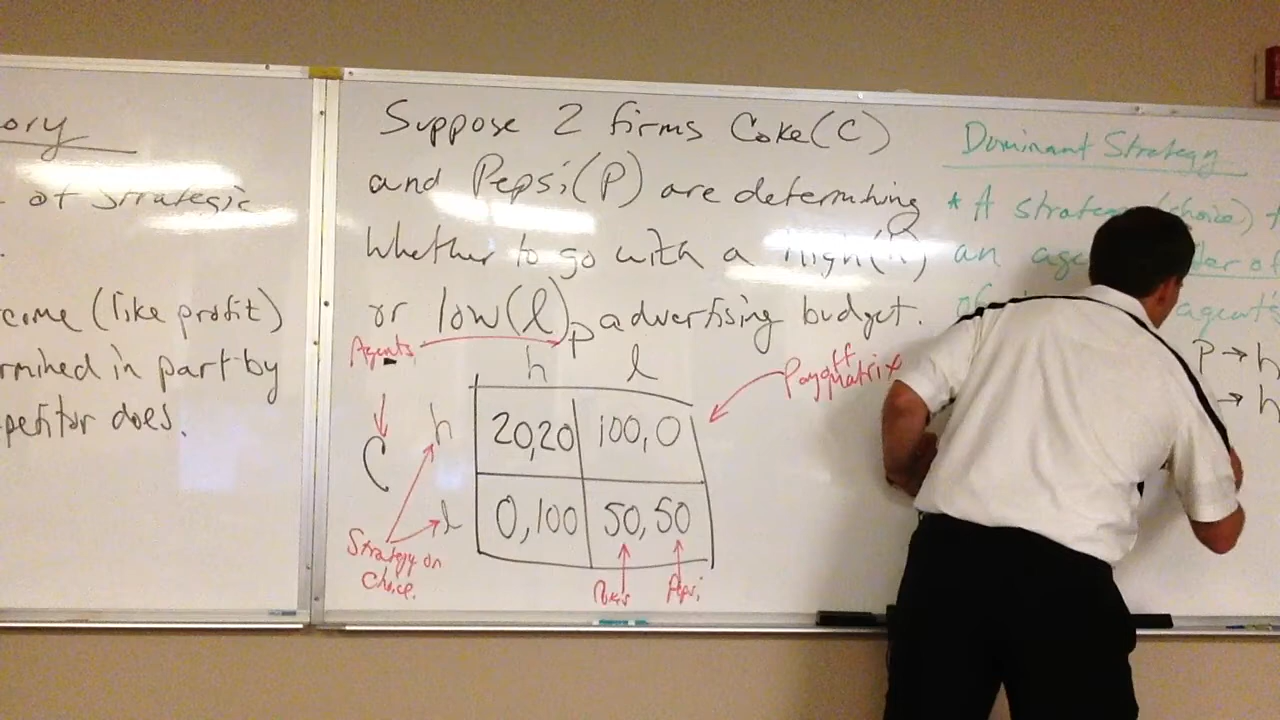 ory
of strategic
come (like profit)
rmined in part by
petitor does.
Suppose 2 firms Coke(C)
and Pepsi(P) are determining
whether to go with a High(h)
or low(l) advertising budget.
Agents
P
h l
Payoff matrix
C
h 20,20 100,0
l 0,100 50,50
Strategy or
choice.
Pepsi
Dominant Strategy
* A strategy (choice)
an
of agent's
P → h
→ h